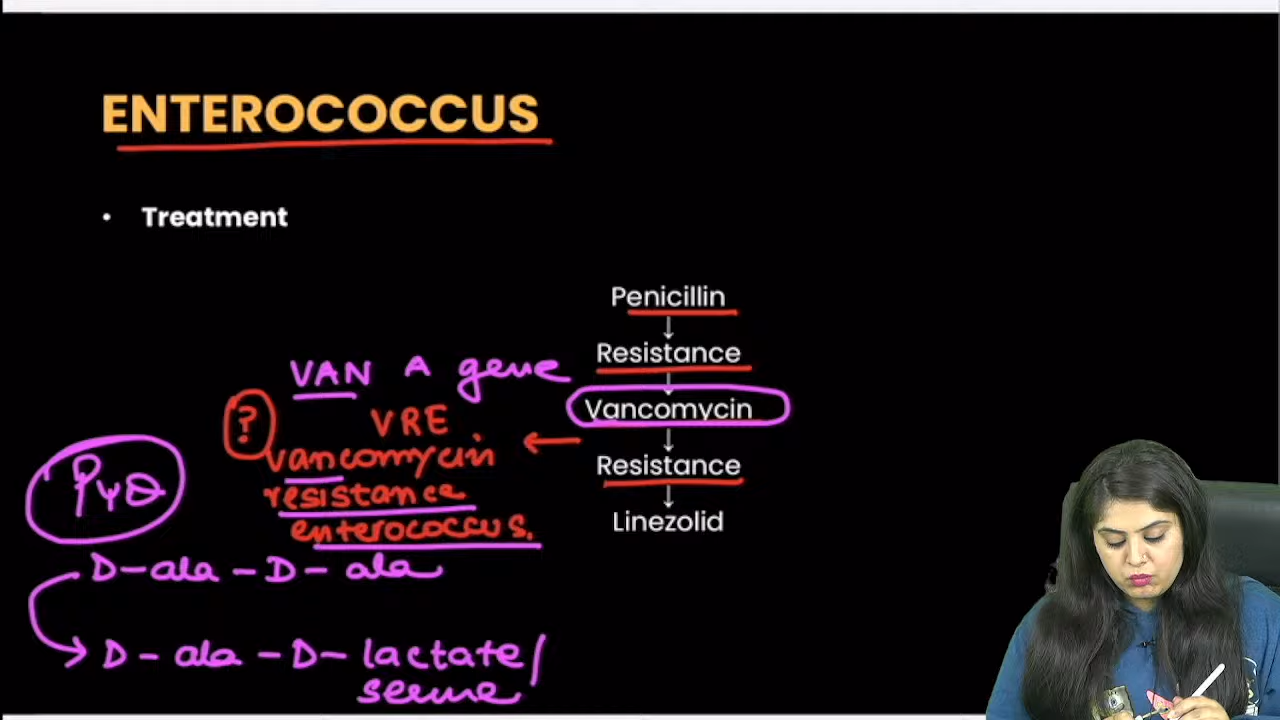 ENTEROCOCCUS
• Treatment
Penicillin
↓
Resistance
↓
Vancomycin
↓
Resistance
↓
Linezolid
VAN A gene
? VRE
←
vancomycin
resistance
enterococcus.
PYQ
D-ala-D-ala
→ D-ala-D-lactate/
serine